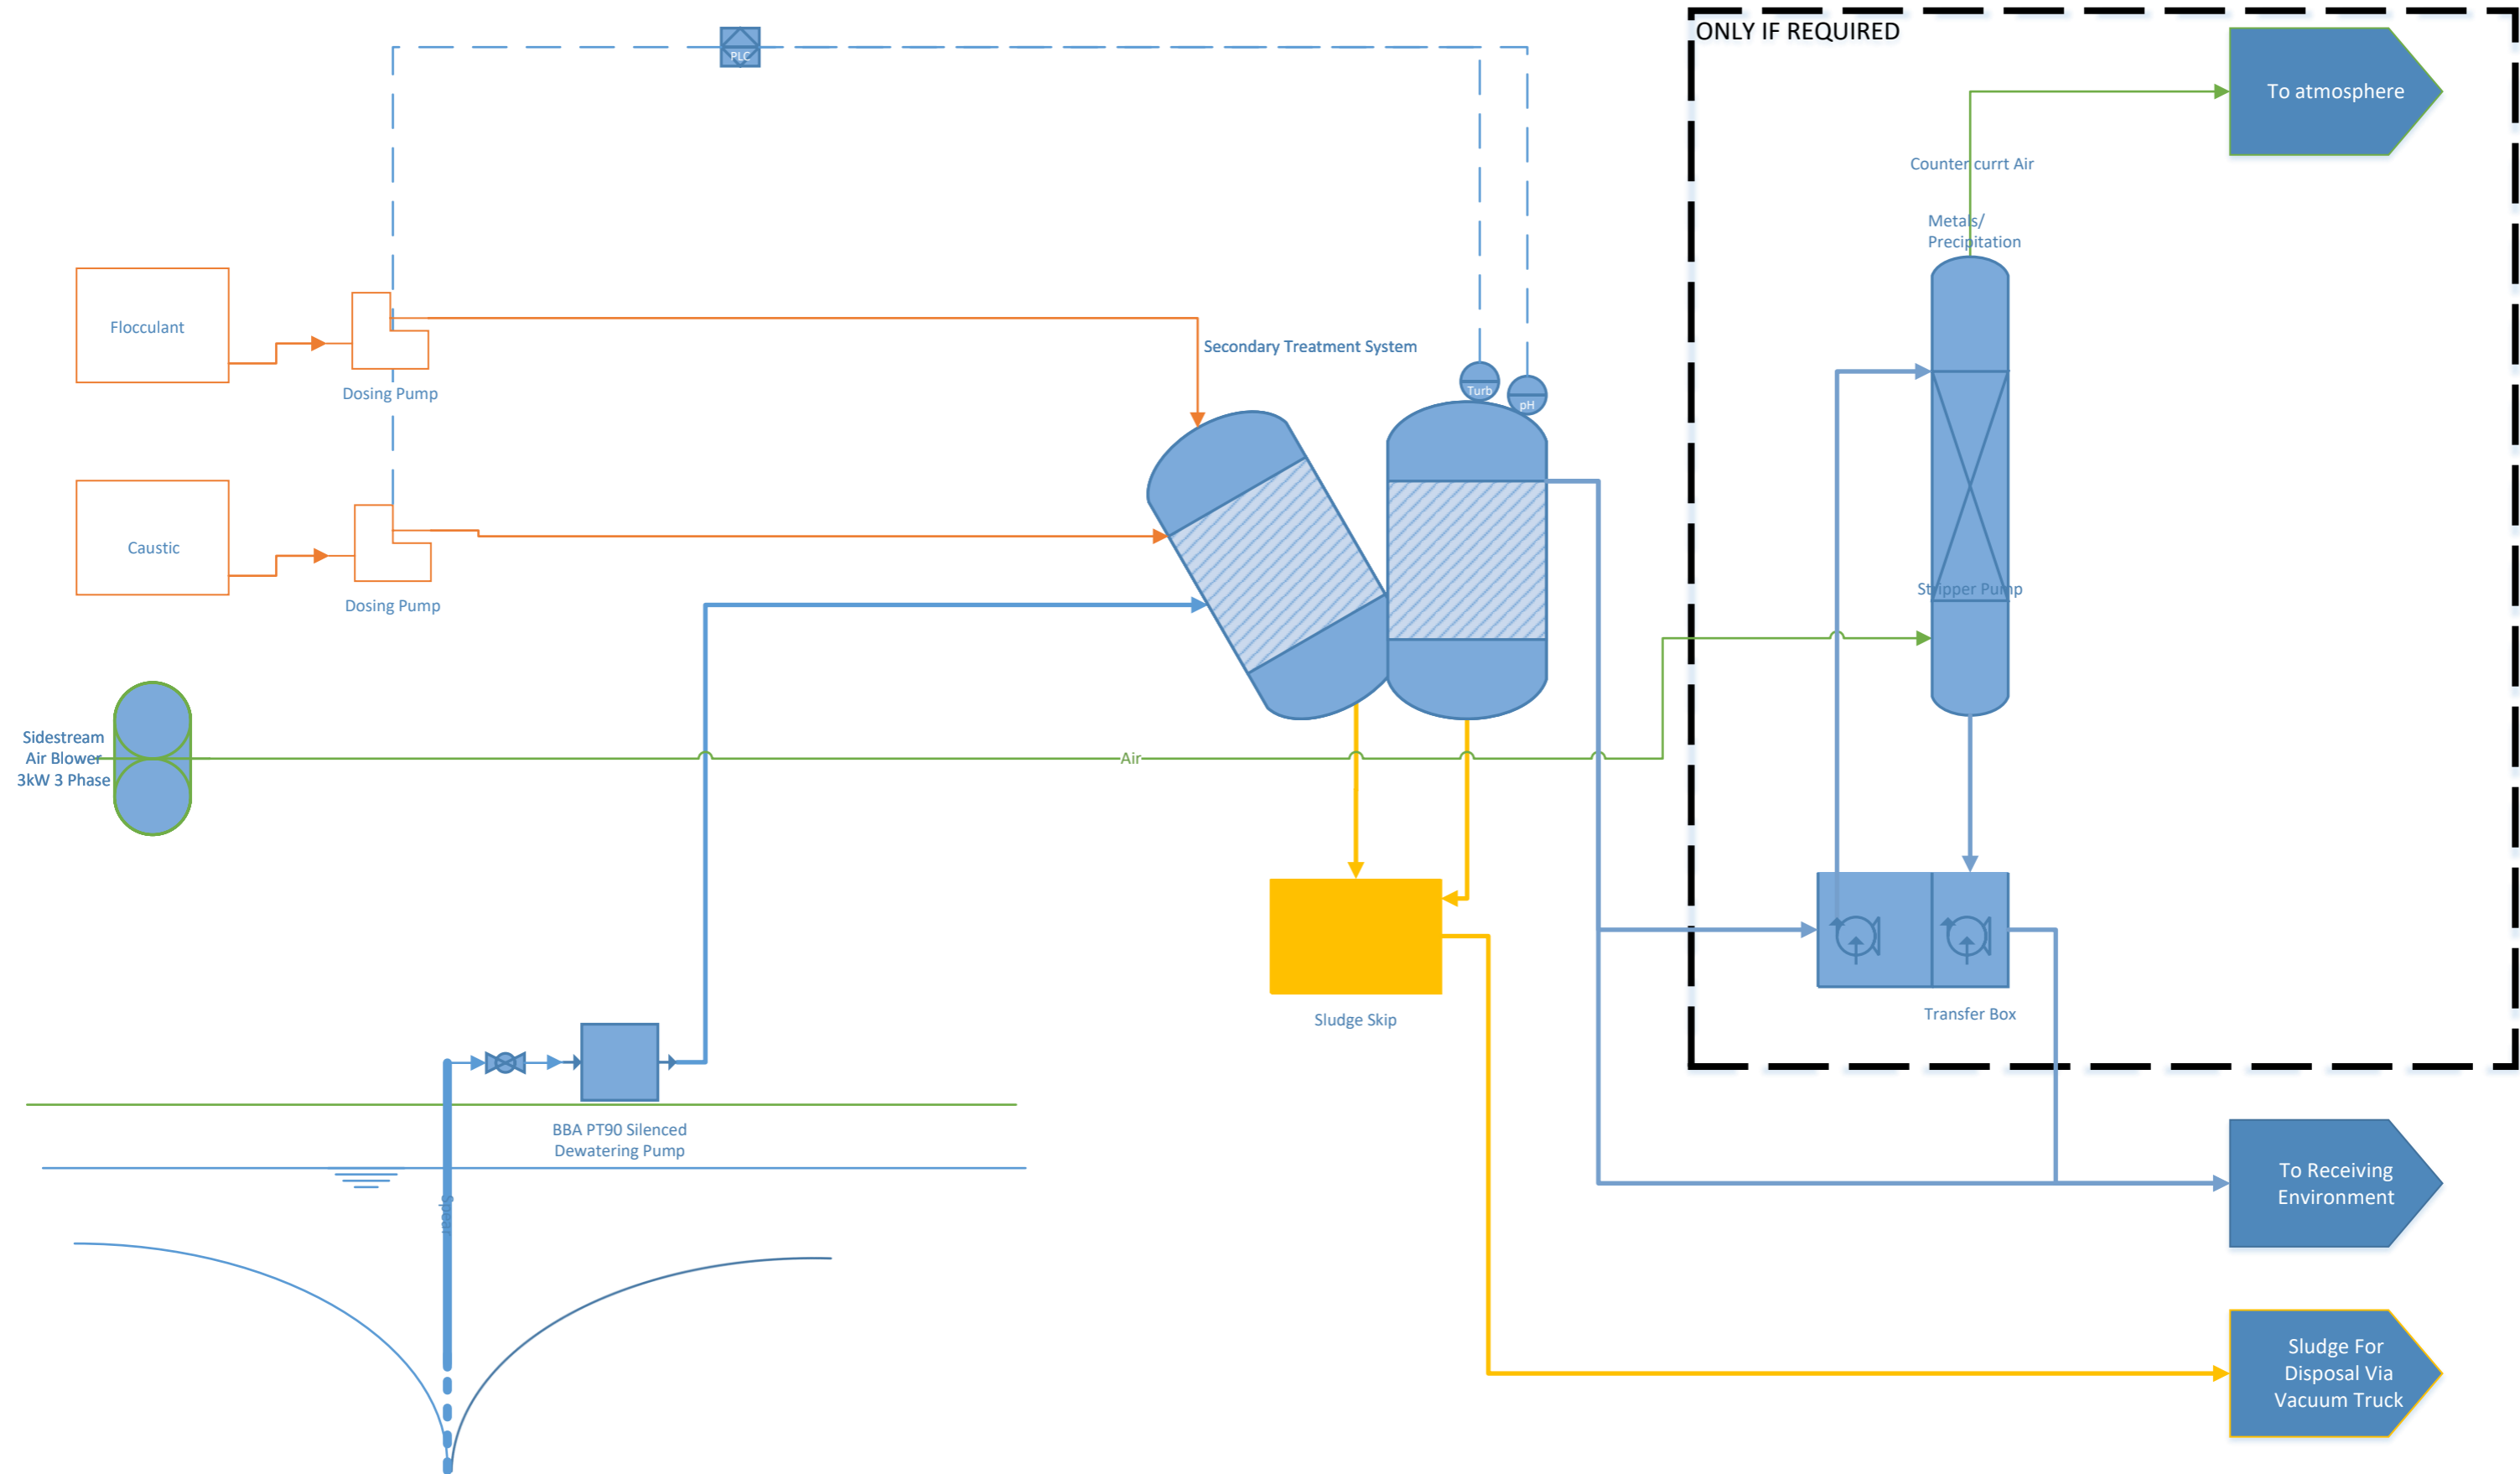 ONLY IF REQUIRED
PLC
To atmosphere
Counter currt Air
Metals/
Precipitation
Flocculant
Dosing Pump
Secondary Treatment System
Turb
pH
Caustic
Dosing Pump
Stripper Pump
Sidestream
Air Blower
3kW 3 Phase
Air
Sludge Skip
Transfer Box
BBA PT90 Silenced
Dewatering Pump
Spear
To Receiving
Environment
Sludge For
Disposal Via
Vacuum Truck